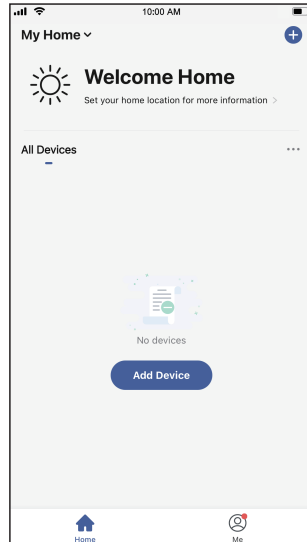 10:00 AM
My Home
Welcome Home
Set your home location for more information
All Devices
No devices
Add Device
Home
Me